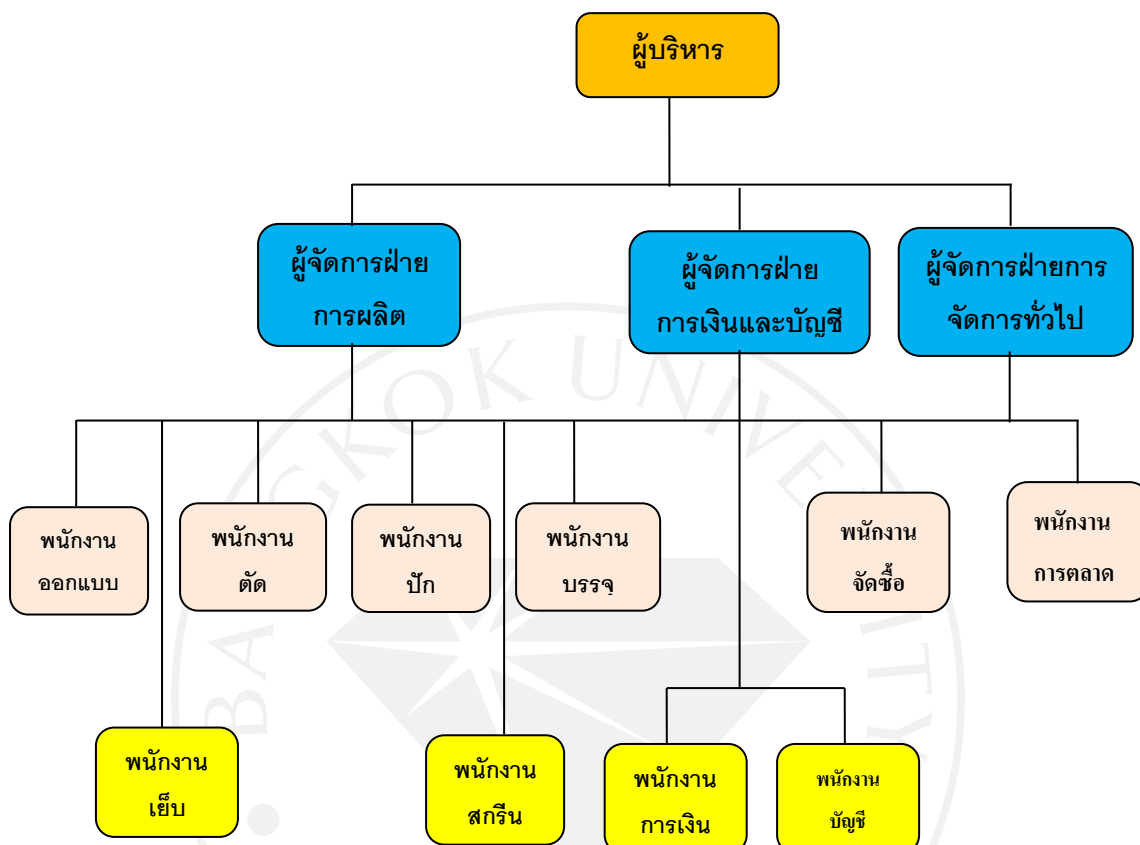 ผู้บริหาร
ผู้จัดการฝ่าย
การผลิต
ผู้จัดการฝ่าย
การเงินและบัญชี
ผู้จัดการฝ่ายการ
จัดการทั่วไป
พนักงาน
ออกแบบ
พนักงาน
ตัด
พนักงาน
ปัก
พนักงาน
บรรจุ
พนักงาน
จัดซื้อ
พนักงาน
การตลาด
พนักงาน
เย็บ
พนักงาน
สกรีน
พนักงาน
การเงิน
พนักงาน
บัญชี
BANGKOK UNIVERSITY